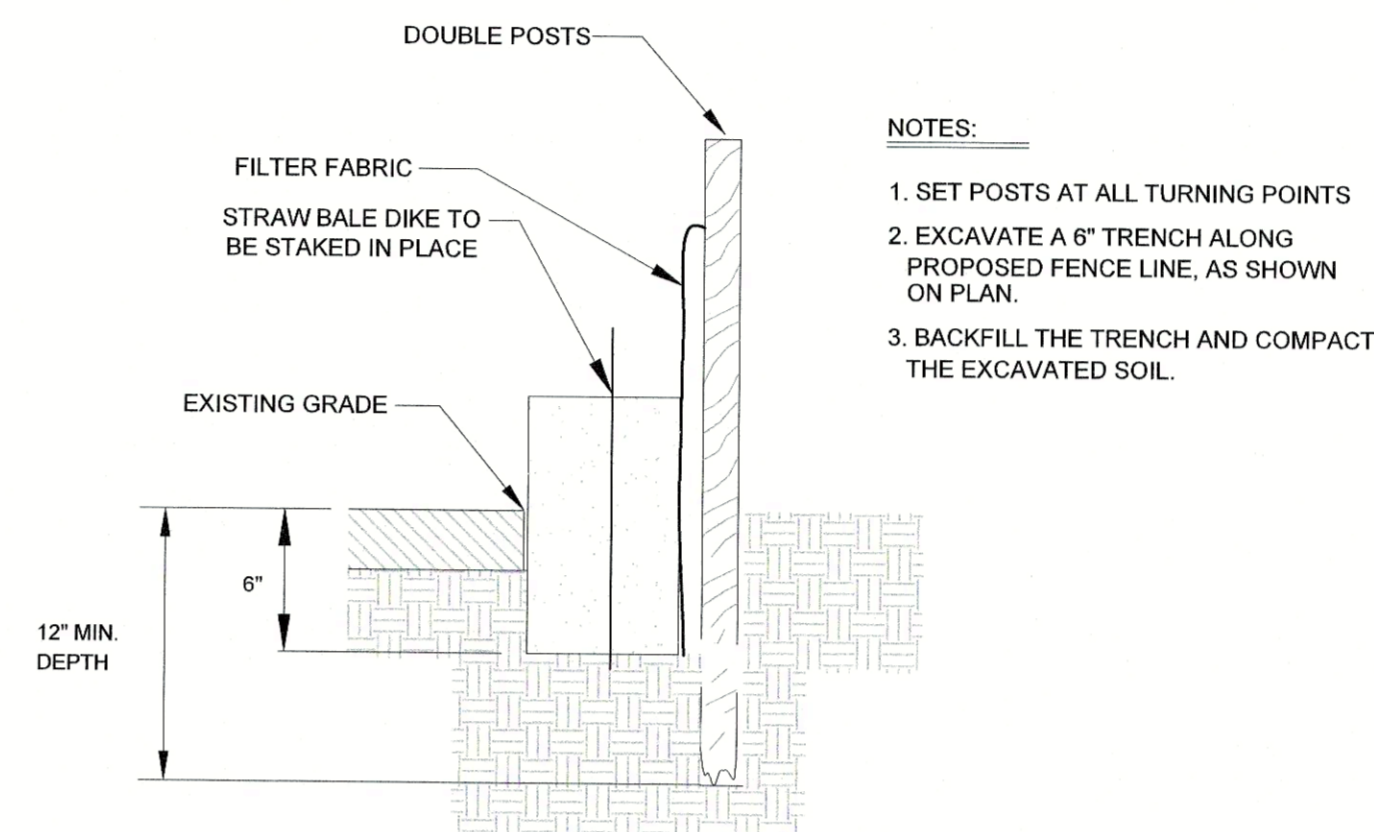 DOUBLE POSTS
FILTER FABRIC
STRAW BALE DIKE TO
BE STAKED IN PLACE
EXISTING GRADE
6"
12" MIN.
DEPTH
NOTES:
1. SET POSTS AT ALL TURNING POINTS
2. EXCAVATE A 6" TRENCH ALONG
PROPOSED FENCE LINE, AS SHOWN
ON PLAN.
3. BACKFILL THE TRENCH AND COMPACT
THE EXCAVATED SOIL.